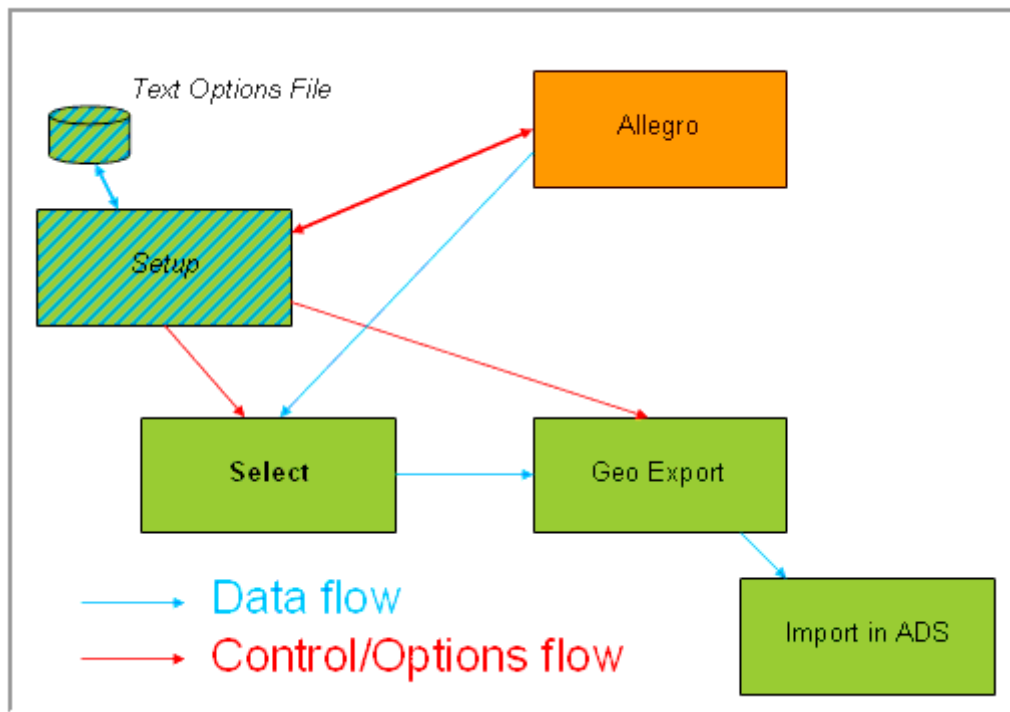 Text Options File
Allegro
Setup
Select
Geo Export
Import in ADS
Data flow
Control/Options flow